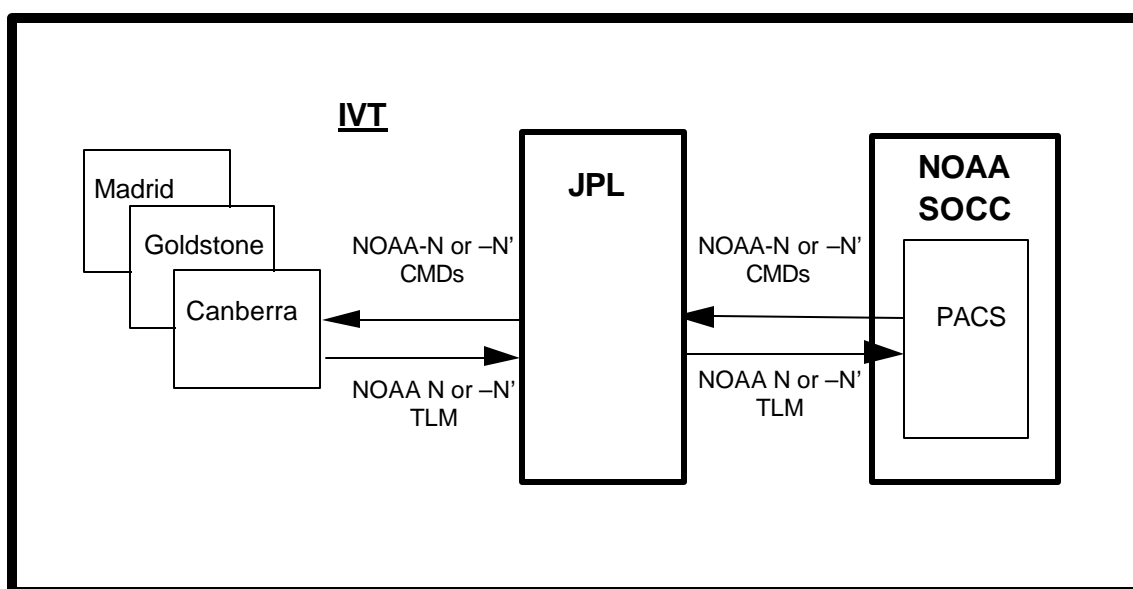 IVT
Madrid
Goldstone
Canberra
NOAA-N or –N’
CMDs
NOAA N or –N’
TLM
JPL
NOAA-N or –N’
CMDs
NOAA N or –N’
TLM
NOAA
SOCC
PACS